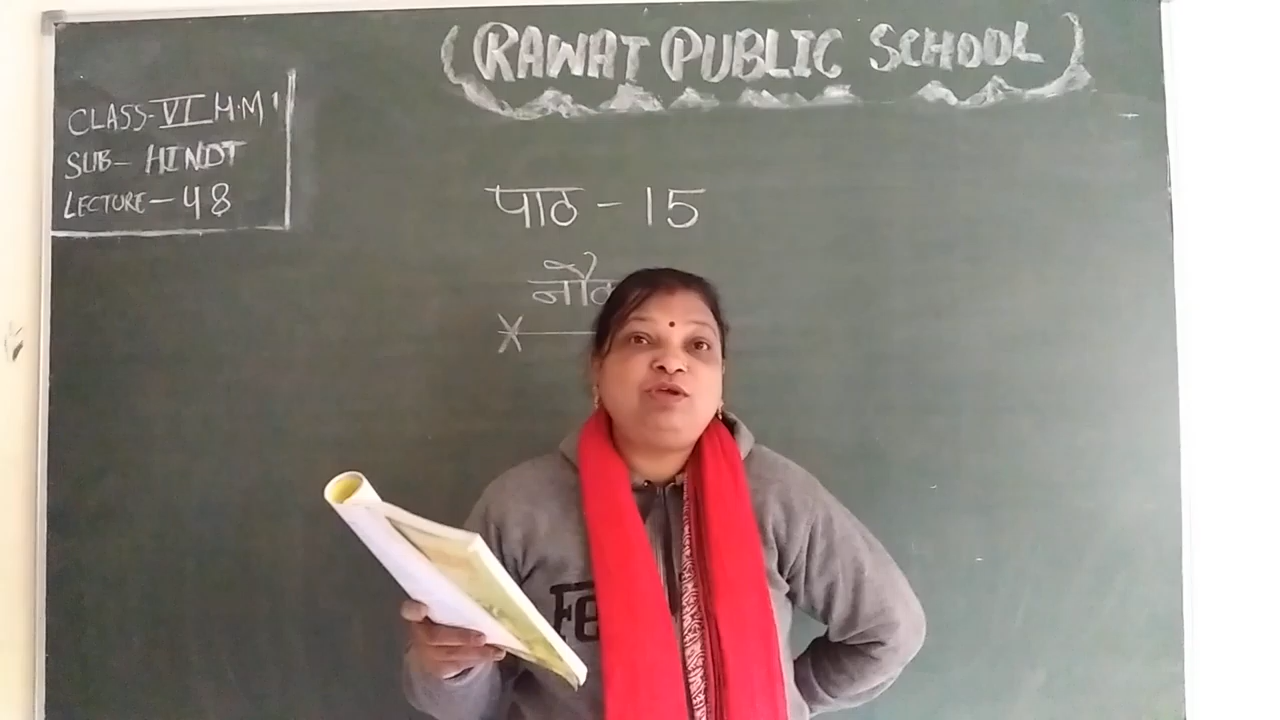 (RAWAT PUBLIC SCHOOL)
CLASS-VI H.M
SUB- HINDI
LECTURE-48
पाठ - 15